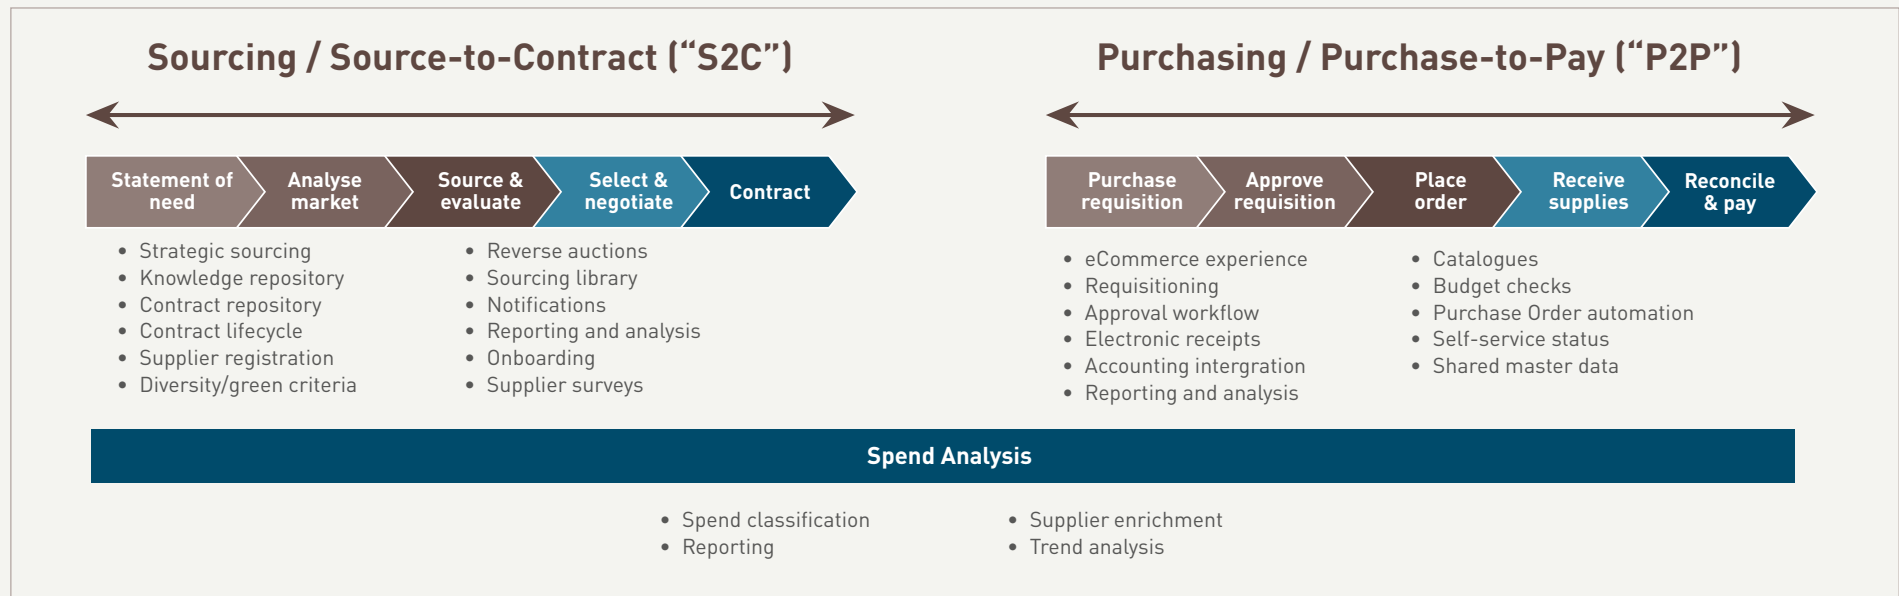 Sourcing / Source-to-Contract (“S2C”)
Statement of
need
Analyse
market
Source &
evaluate
Select &
negotiate
Contract
• Strategic sourcing
• Knowledge repository
• Contract repository
• Contract lifecycle
• Supplier registration
• Diversity/green criteria
• Reverse auctions
• Sourcing library
• Notifications
• Reporting and analysis
• Onboarding
• Supplier surveys
Purchasing / Purchase-to-Pay (“P2P”)
Purchase
requisition
Approve
requisition
Place
order
Receive
supplies
Reconcile
& pay
• eCommerce experience
• Requisitioning
• Approval workflow
• Electronic receipts
• Accounting intergration
• Reporting and analysis
• Catalogues
• Budget checks
• Purchase Order automation
• Self-service status
• Shared master data
Spend Analysis
• Spend classification
• Reporting
• Supplier enrichment
• Trend analysis